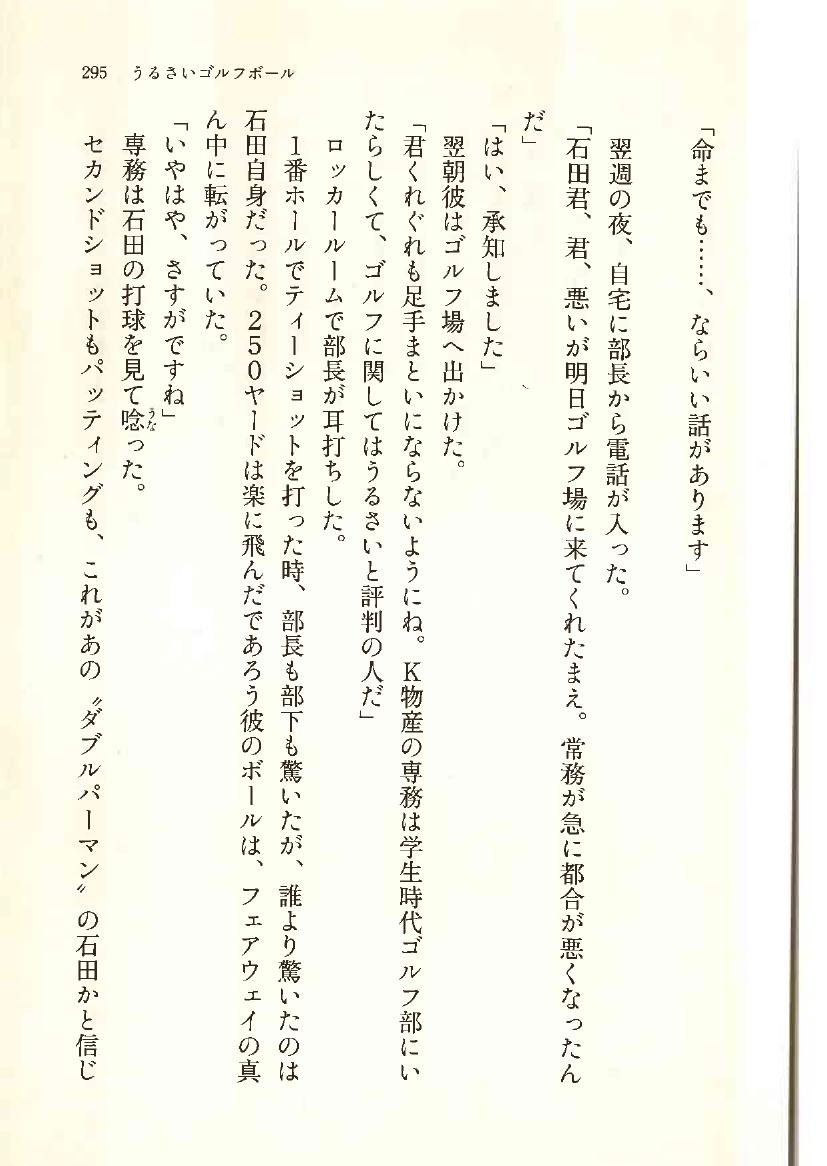 295　うるさいゴルフボール
「命までも……、ならいい話があります」
翌週の夜、自宅に部長から電話が入った。
「石田君、君、悪いが明日ゴルフ場に来てくれたまえ。常務が急に都合が悪くなったん
だ」
「はい、承知しました」
翌朝彼はゴルフ場へ出かけた。
「君くれぐれも足手まといにならないようにね。Ｋ物産の専務は学生時代ゴルフ部にい
たらしくて、ゴルフに関してはうるさいと評判の人だ」
ロッカールームで部長が耳打ちした。
１番ホールでティーショットを打った時、部長も部下も驚いたが、誰より驚いたのは
石田自身だった。２５０ヤードは楽に飛んだであろう彼のボールは、フェアウェイの真
ん中に転がっていた。
「いやはや、さすがですね」
専務は石田の打球を見て唸うなった。
セカンドショットもパッティングも、これがあの〝ダブルパーマン〟の石田かと信じ